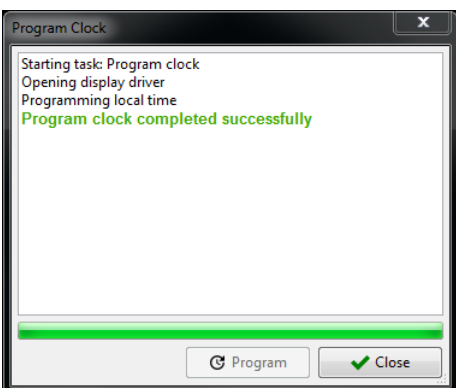 Program Clock
Starting task: Program clock
Opening display driver
Programming local time
Program clock completed successfully
Program
Close